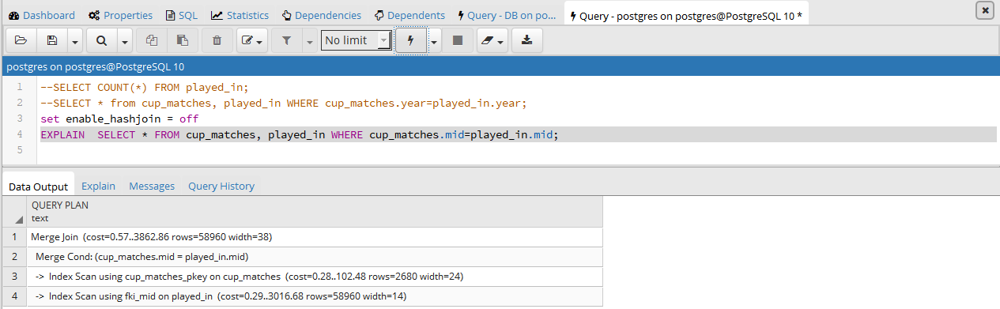 Dashboard Properties SQL Statistics Dependencies Dependents Query - DB on po... Query - postgres on postgres@PostgreSQL 10 *
No limit
postgres on postgres@PostgreSQL 10
1 --SELECT COUNT(*) FROM played_in;
2 --SELECT * from cup_matches, played_in WHERE cup_matches.year=played_in.year;
3 set enable_hashjoin = off
4 EXPLAIN  SELECT * FROM cup_matches, played_in WHERE cup_matches.mid=played_in.mid;
5
Data Output Explain Messages Query History
QUERY PLAN
text
1 Merge Join (cost=0.57..3862.86 rows=58960 width=38)
2 Merge Cond: (cup_matches.mid = played_in.mid)
3 -> Index Scan using cup_matches_pkey on cup_matches (cost=0.28..102.48 rows=2680 width=24)
4 -> Index Scan using fki_mid on played_in (cost=0.29..3016.68 rows=58960 width=14)